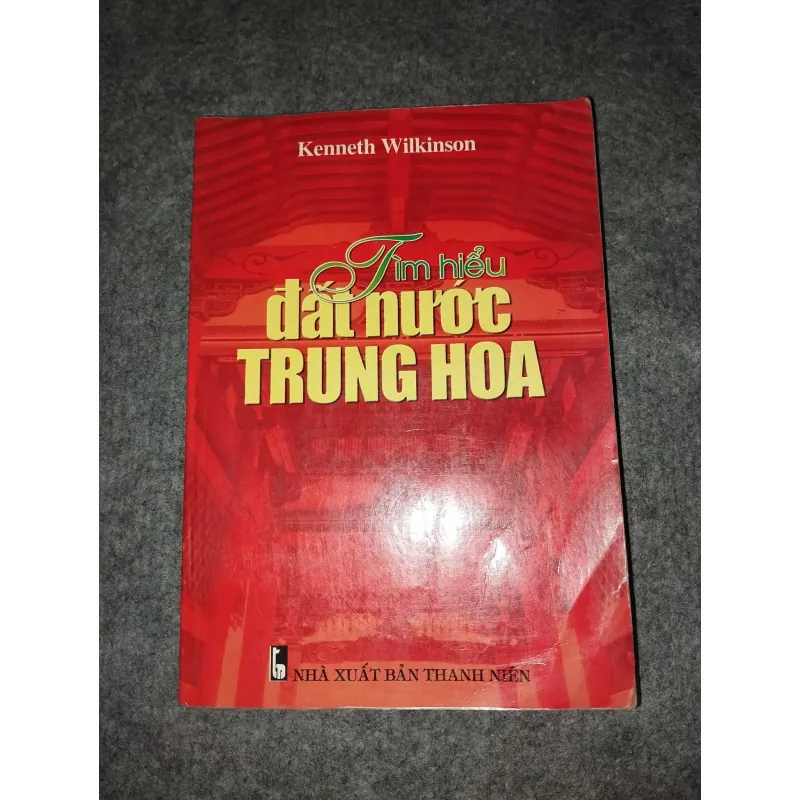 Kenneth Wilkinson
Tìm hiểu
đất nước
TRUNG HOA
NHÀ XUẤT BẢN THANH NIÊN